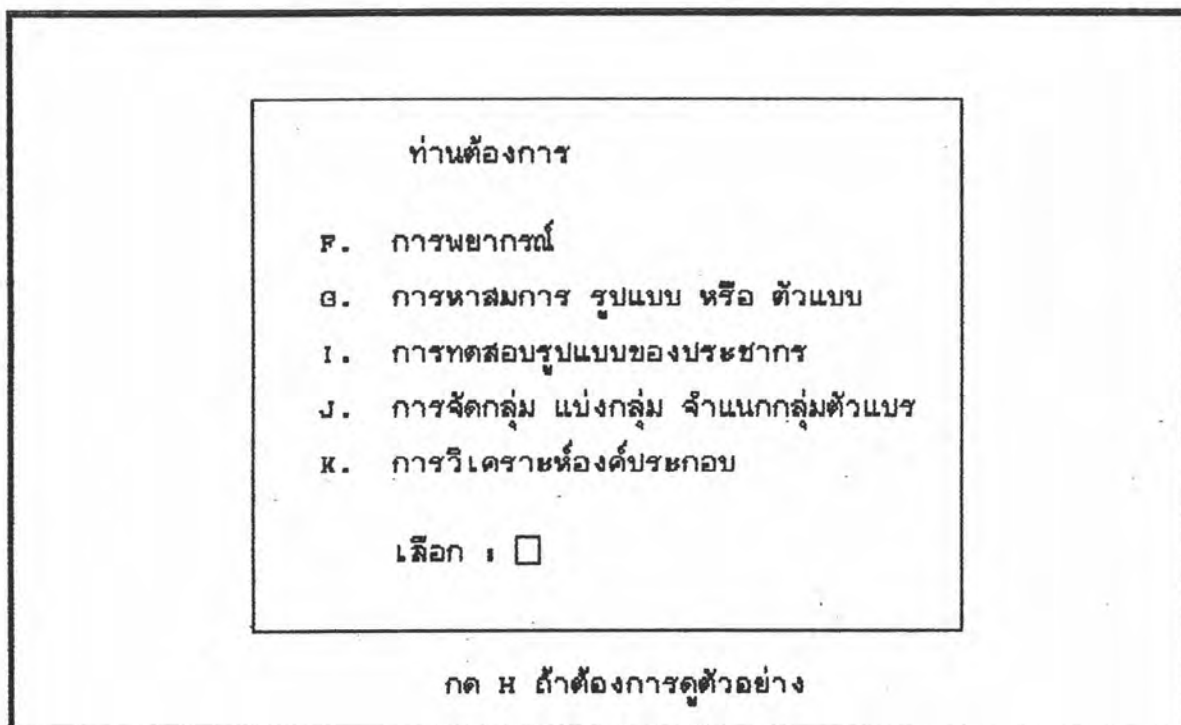 ท่านต้องการ
F. การพยากรณ์
G. การหาสมการ รูปแบบ หรือ ตัวแบบ
I. การทดสอบรูปแบบของประชากร
J. การจัดกลุ่ม แบ่งกลุ่ม จำแนกกลุ่มตัวแปร
K. การวิเคราะห์องค์ประกอบ
เลือก :
กด H ถ้าต้องการดูตัวอย่าง